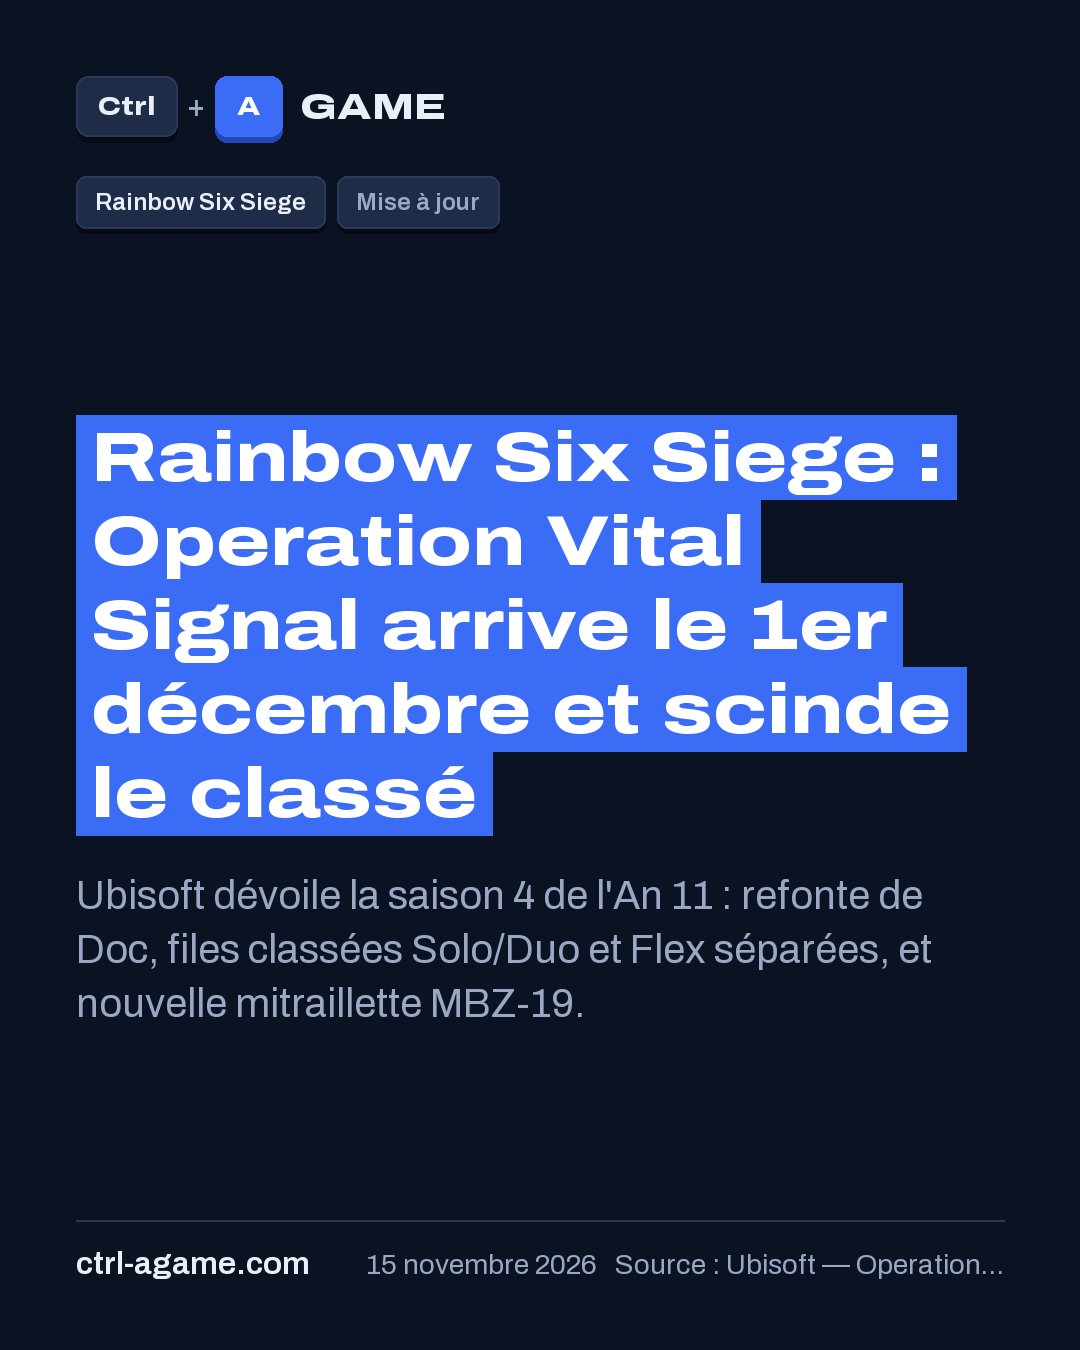 Ctrl + A GAME
Rainbow Six Siege Mise à jour
Rainbow Six Siege :
Operation Vital
Signal arrive le 1er
décembre et scinde
le classé
Ubisoft dévoile la saison 4 de l'An 11 : refonte de
Doc, files classées Solo/Duo et Flex séparées, et
nouvelle mitraillette MBZ-19.
ctrl-agame.com 15 novembre 2026 Source : Ubisoft — Operation...